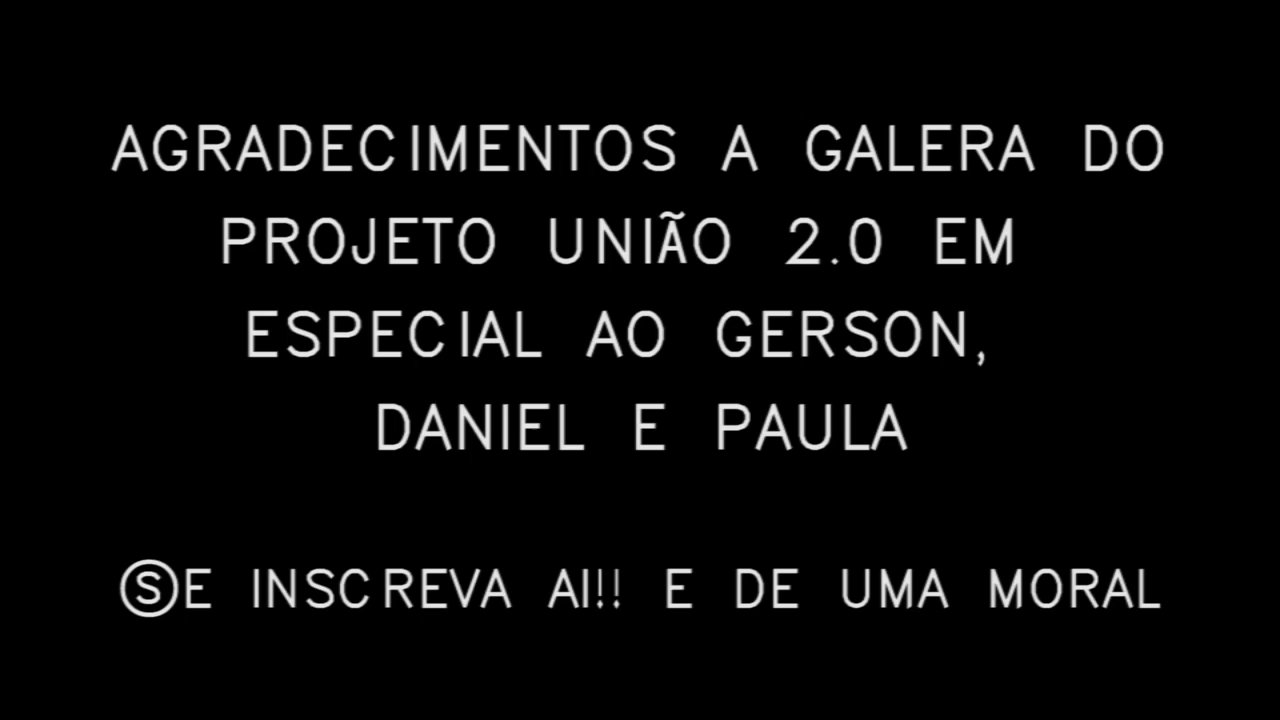 AGRADECIMENTOS A GALERA DO
PROJETO UNIÃO 2.0 EM
ESPECIAL AO GERSON,
DANIEL E PAULA
ⓈE INSCREVA AI!! E DE UMA MORAL